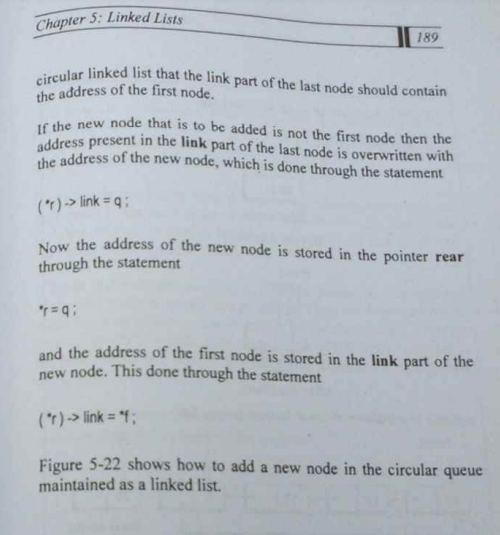 Chapter 5: Linked Lists
189
circular linked list that the link part of the last node should contain
the address of the first node.
If the new node that is to be added is not the first node then the
address present in the link part of the last node is overwritten with
the address of the new node, which is done through the statement
(*r) -> link = q ;
Now the address of the new node is stored in the pointer rear
through the statement
*r = q ;
and the address of the first node is stored in the link part of the
new node. This done through the statement
(*r) -> link = *f ;
Figure 5-22 shows how to add a new node in the circular queue
maintained as a linked list.